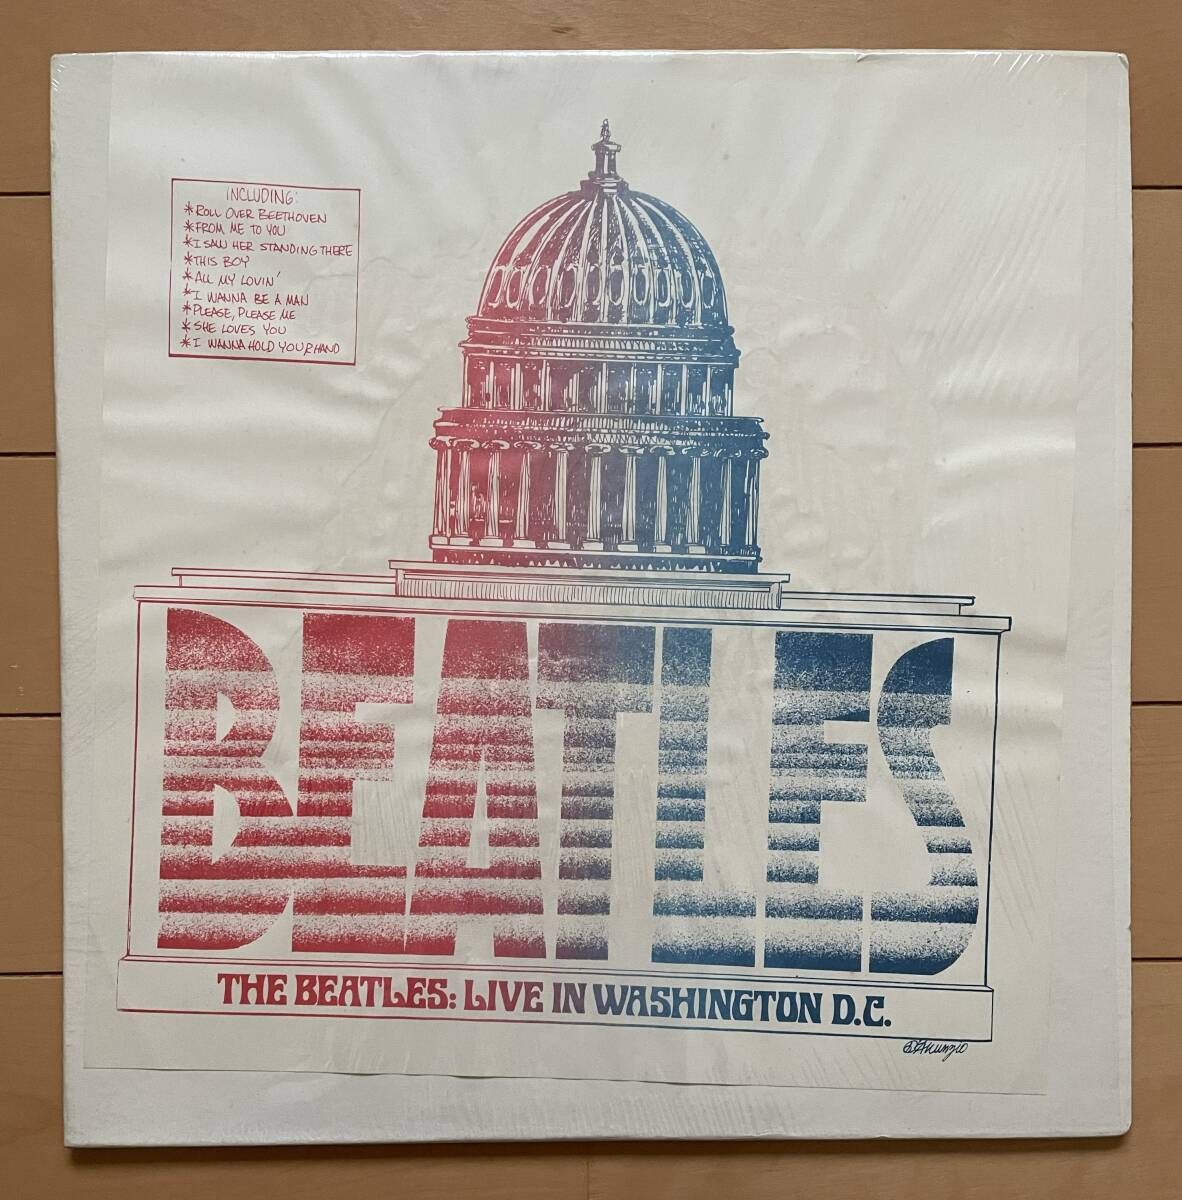 INCLUDING:
*ROLL OVER BEETHOVEN
*FROM ME TO YOU
*I SAW HER STANDING THERE
*THIS BOY
*ALL MY LOVIN'
*I WANNA BE A MAN
*PLEASE, PLEASE ME
*SHE LOVES YOU
*I WANNA HOLD YOUR HAND
BEATLES
THE BEATLES: LIVE IN WASHINGTON D.C.